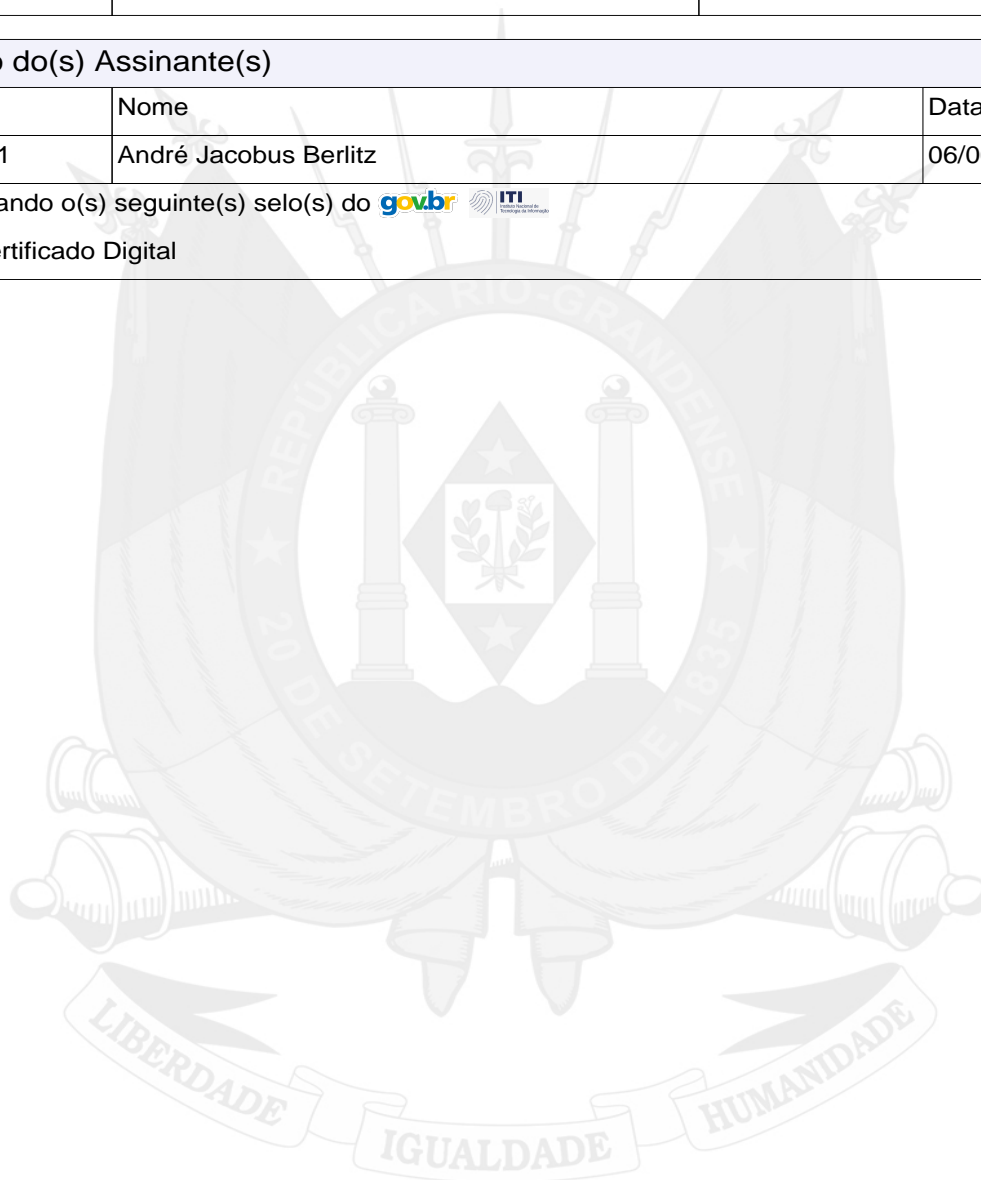 o do(s) Assinante(s)
Nome Data
1 André Jacobus Berlitz 06/0
ando o(s) seguinte(s) selo(s) do gov.br ITI
rtificado Digital
REPÚBLICA RIO-GRANDENSE
20 DE SETEMBRO DE 1835
LIBERDADE IGUALDADE HUMANIDADE